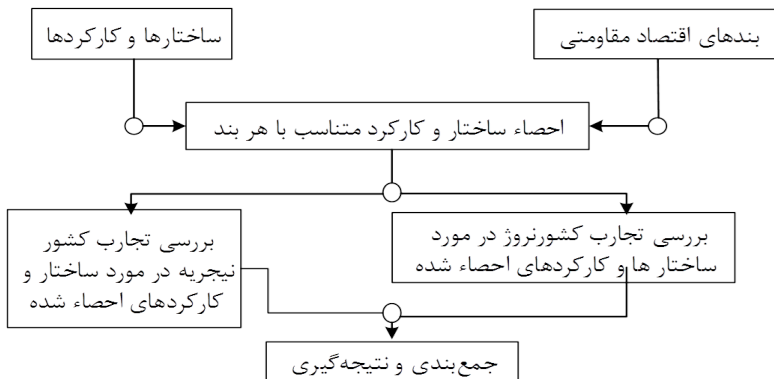 بندهای اقتصاد مقاومتی
ساختارها و کارکردها
احصاء ساختار و کارکرد متناسب با هر بند
بررسی تجارب کشورنروژ در مورد
ساختار ها و کارکردهای احصاء شده
بررسی تجارب کشور
نیجریه در مورد ساختار و
کارکردهای احصاء شده
جمع‌بندی و نتیجه‌گیری